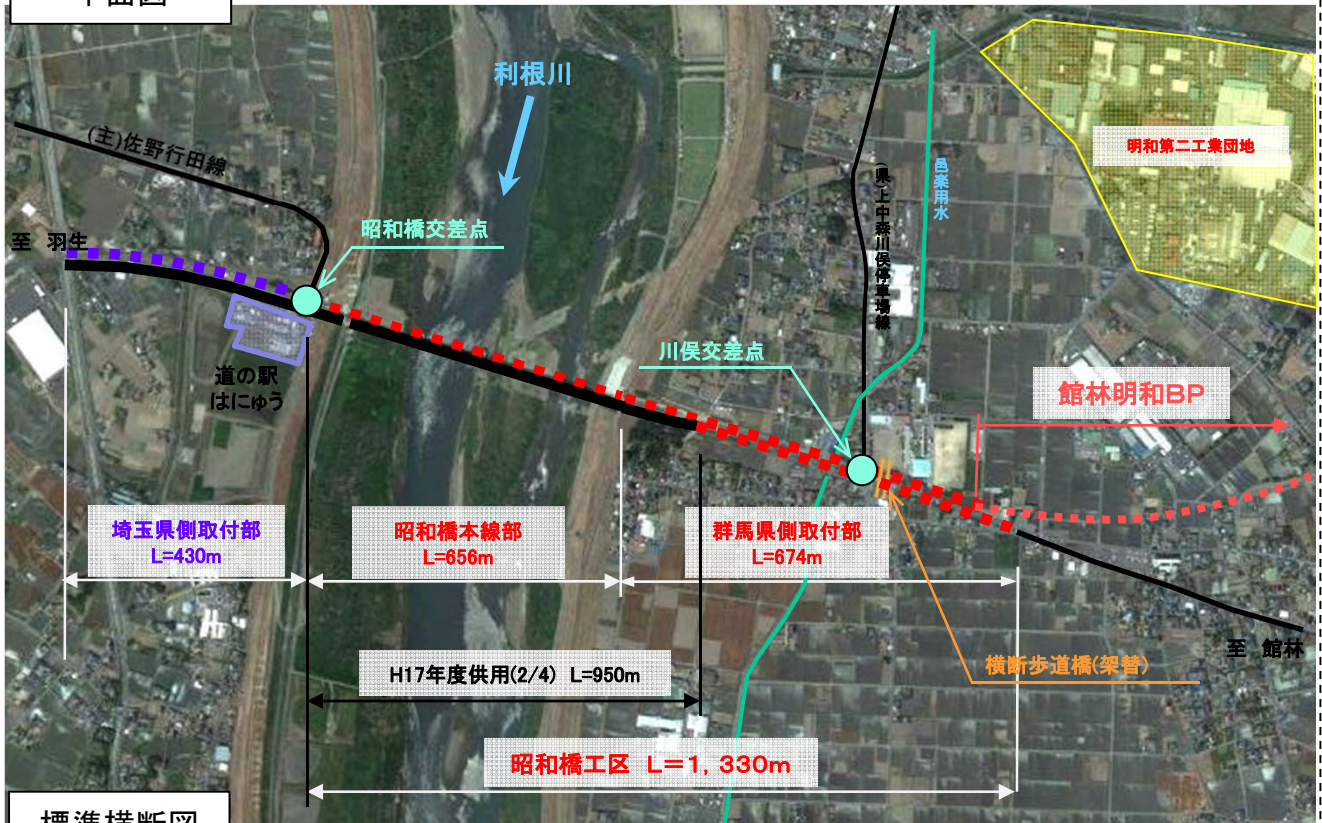 平面図
利根川
明和第二工業団地
(主)佐野行田線
邑楽用水
(県)上中森川俣停車場線
至 羽生
昭和橋交差点
川俣交差点
道の駅
はにゅう
館林明和BP
埼玉県側取付部
L=430m
昭和橋本線部
L=656m
群馬県側取付部
L=674m
至 館林
横断歩道橋(架替)
H17年度供用(2/4) L=950m
昭和橋工区 L=1,330m
標準横断図